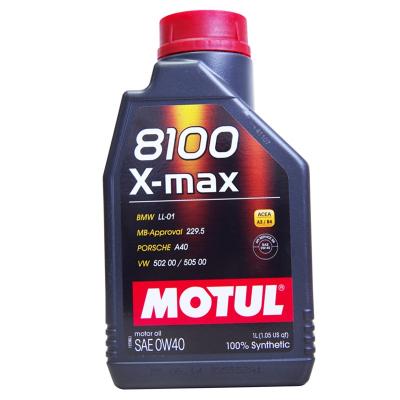 8100
X-max
BMW LL-01
MB-Approval 229.5
PORSCHE A40
VW 502 00 / 505 00
ACEA
A3 / B4
MOTUL®
motor oil
SAE 0W40
1L (1.05 US qt)
100% Synthetic